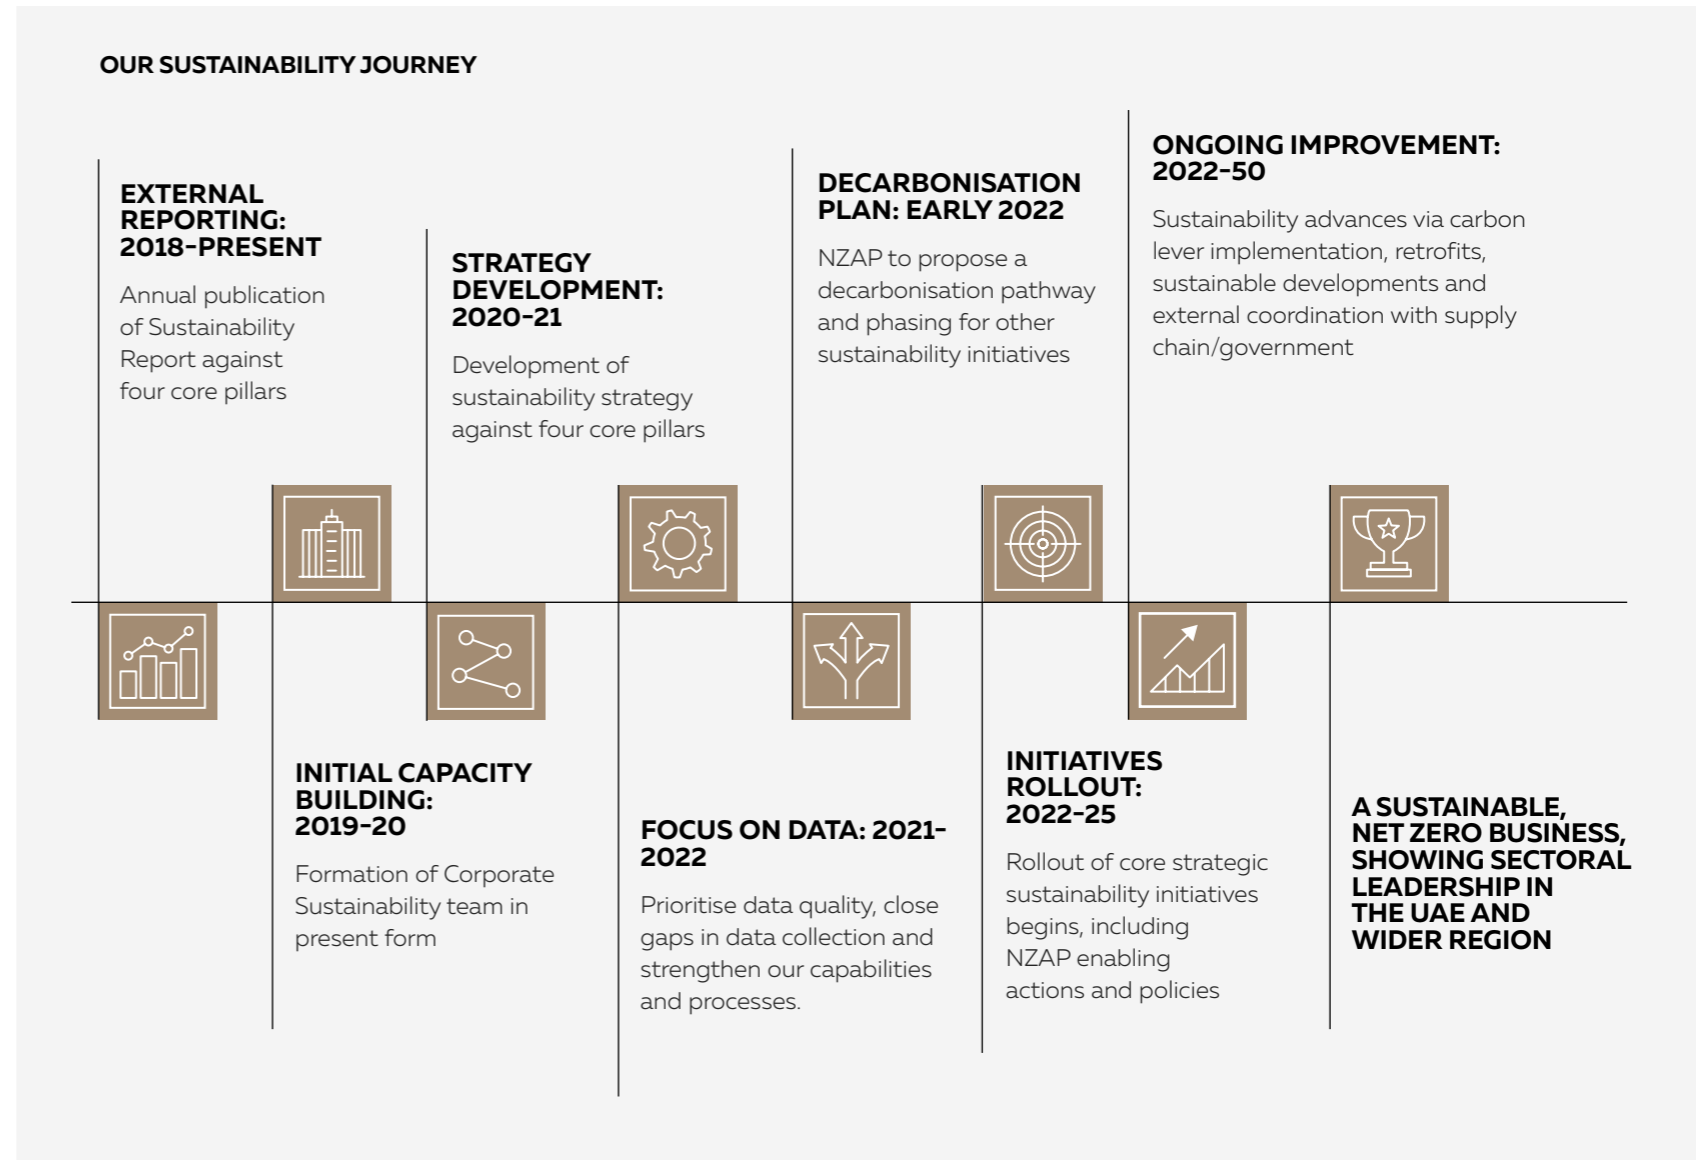 OUR SUSTAINABILITY JOURNEY
EXTERNAL
REPORTING:
2018-PRESENT
Annual publication
of Sustainability
Report against
four core pillars
INITIAL CAPACITY
BUILDING:
2019-20
Formation of Corporate
Sustainability team in
present form
STRATEGY
DEVELOPMENT:
2020-21
Development of
sustainability strategy
against four core pillars
FOCUS ON DATA: 2021-
2022
Prioritise data quality, close
gaps in data collection and
strengthen our capabilities
and processes.
DECARBONISATION
PLAN: EARLY 2022
NZAP to propose a
decarbonisation pathway
and phasing for other
sustainability initiatives
INITIATIVES
ROLLOUT:
2022-25
Rollout of core strategic
sustainability initiatives
begins, including
NZAP enabling
actions and policies
ONGOING IMPROVEMENT:
2022-50
Sustainability advances via carbon
lever implementation, retrofits,
sustainable developments and
external coordination with supply
chain/government
A SUSTAINABLE,
NET ZERO BUSINESS,
SHOWING SECTORAL
LEADERSHIP IN
THE UAE AND
WIDER REGION